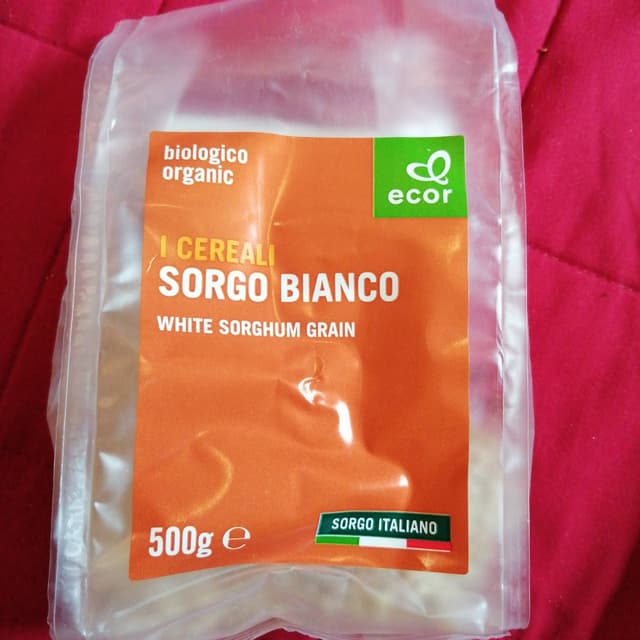 biologico
organic
ecor
I CEREALI
SORGO BIANCO
WHITE SORGHUM GRAIN
SORGO ITALIANO
500g ℮